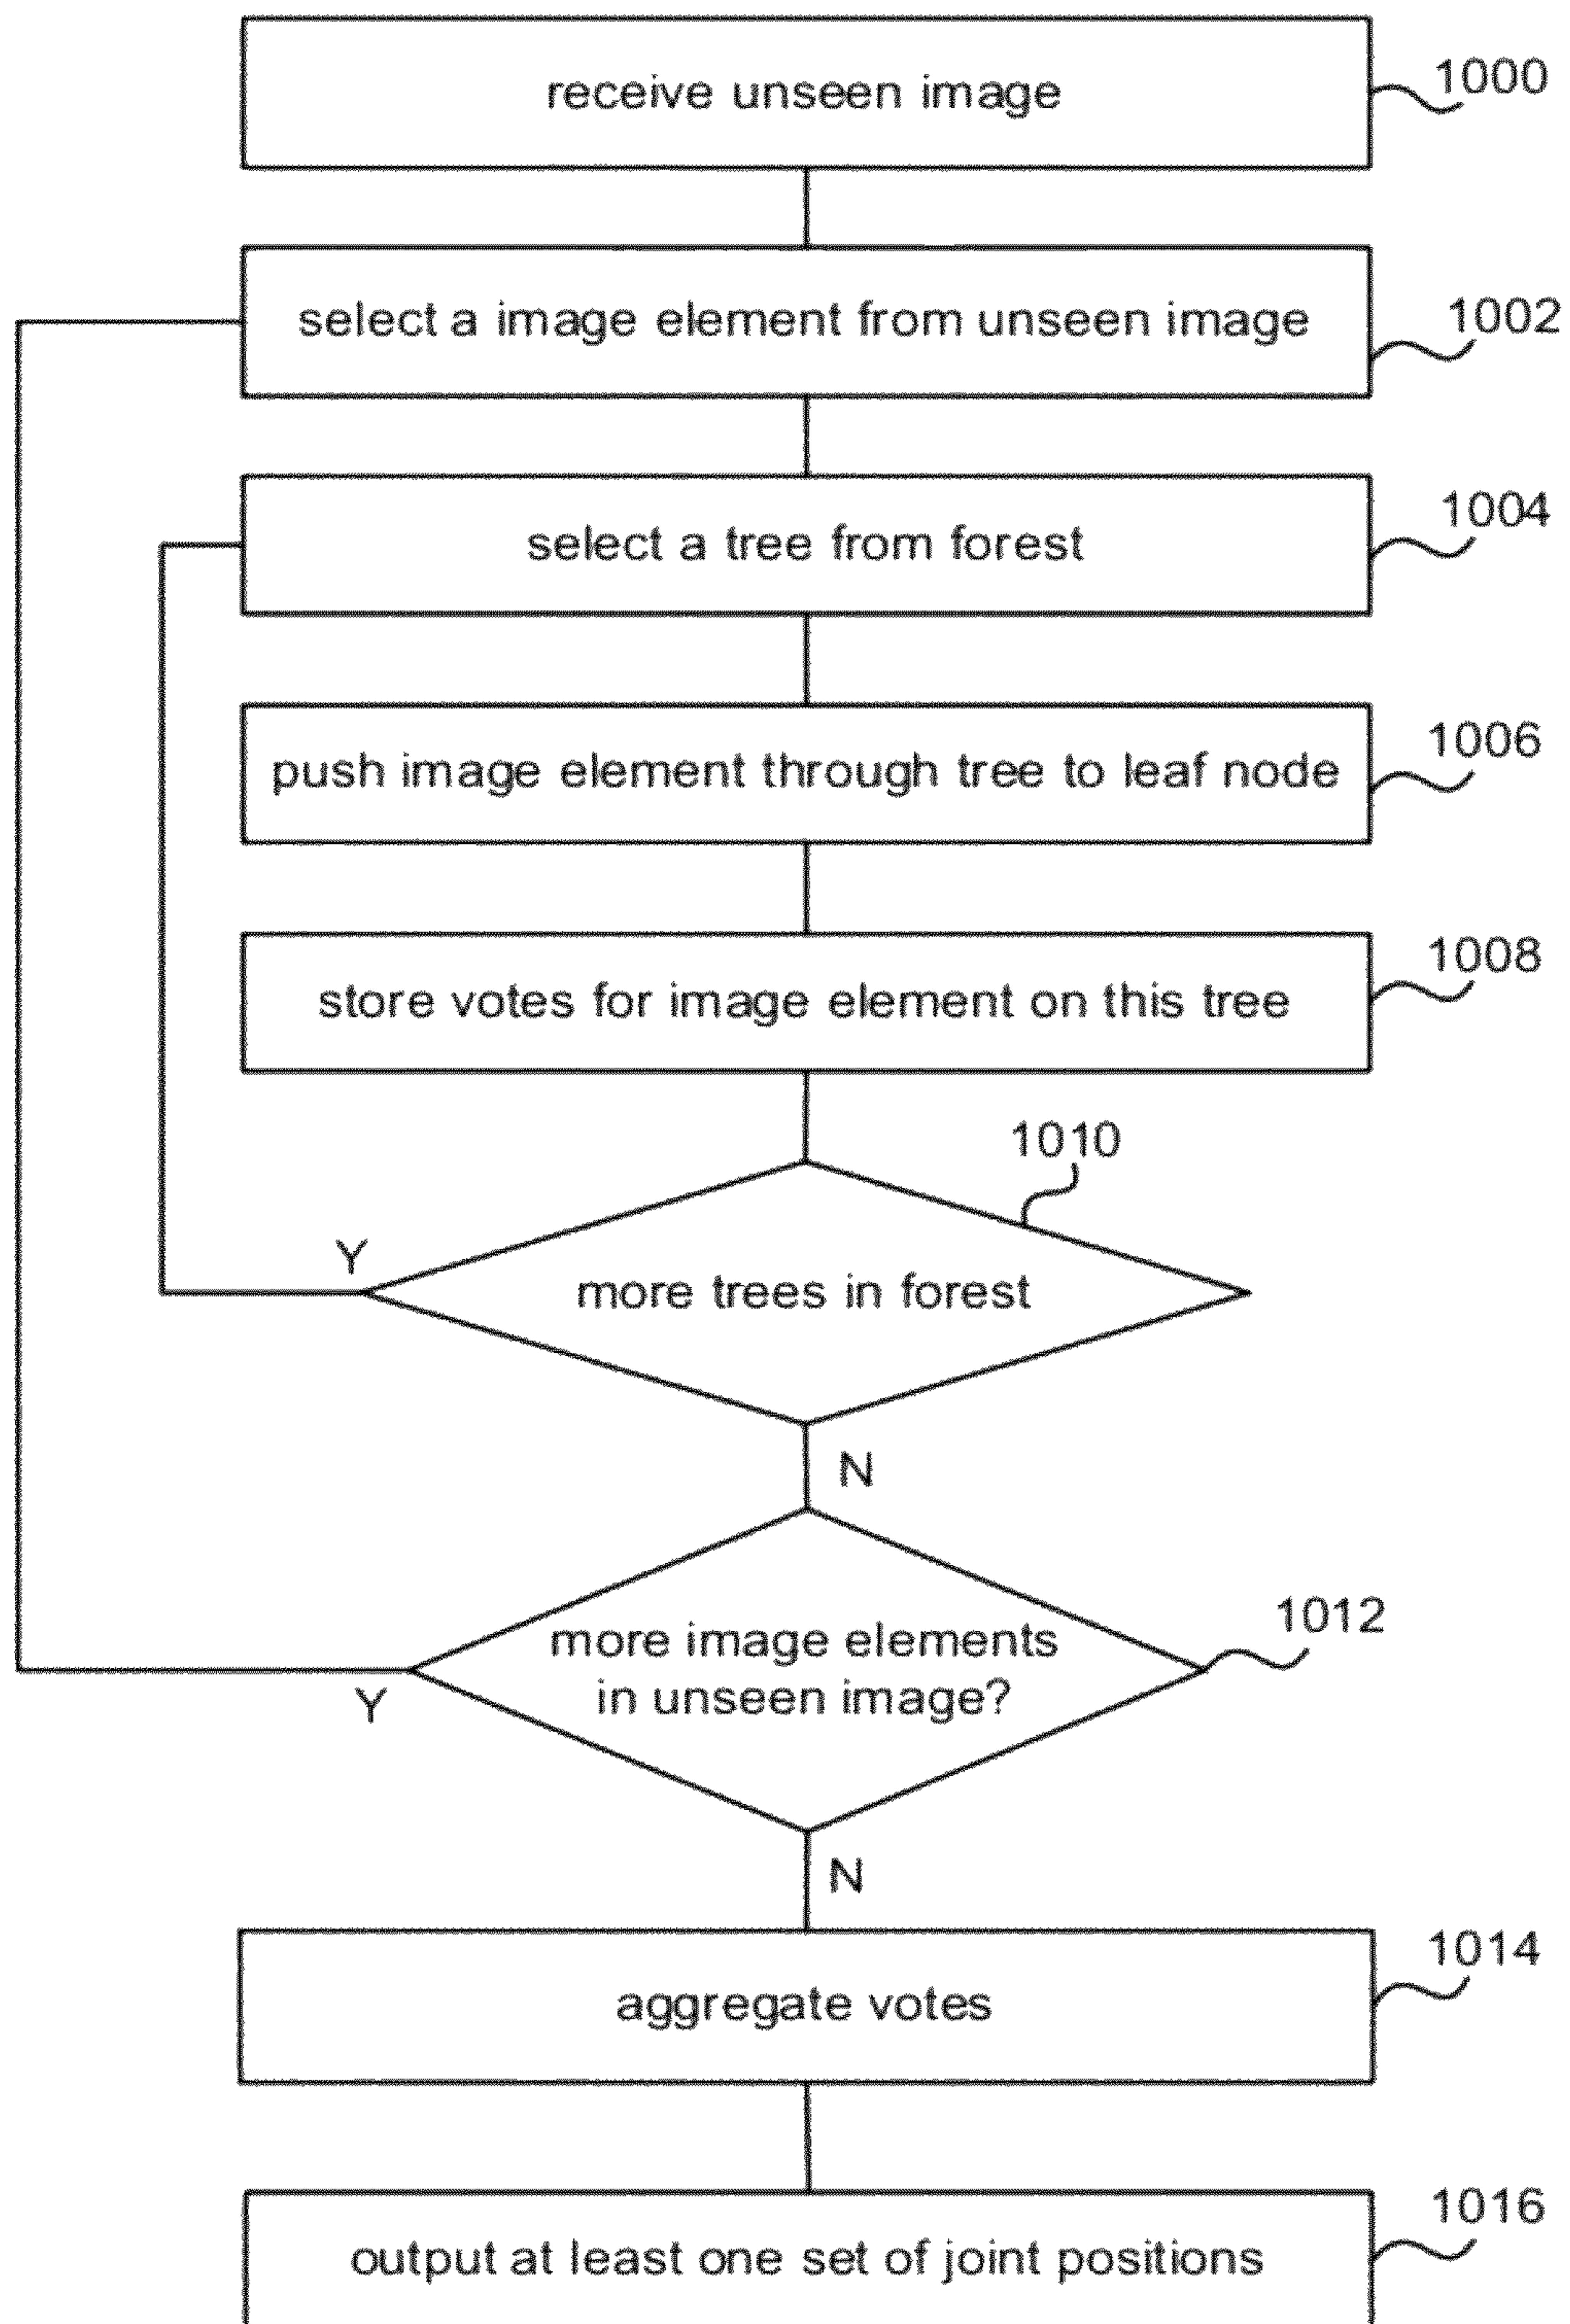 receive unseen image
1000
select a image element from unseen image
1002
select a tree from forest
1004
push image element through tree to leaf node
1006
store votes for image element on this tree
1008
1010
Y
more trees in forest
N
1012
more image elements
in unseen image?
Y
N
aggregate votes
1014
output at least one set of joint positions
1016